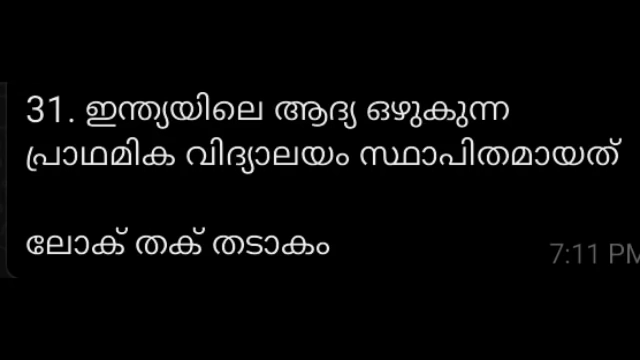 31. ഇന്ത്യയിലെ ആദ്യ ഒഴുകുന്ന
പ്രാഥമിക വിദ്യാലയം സ്ഥാപിതമായത്
ലോക് തക് തടാകം
7:11 PM